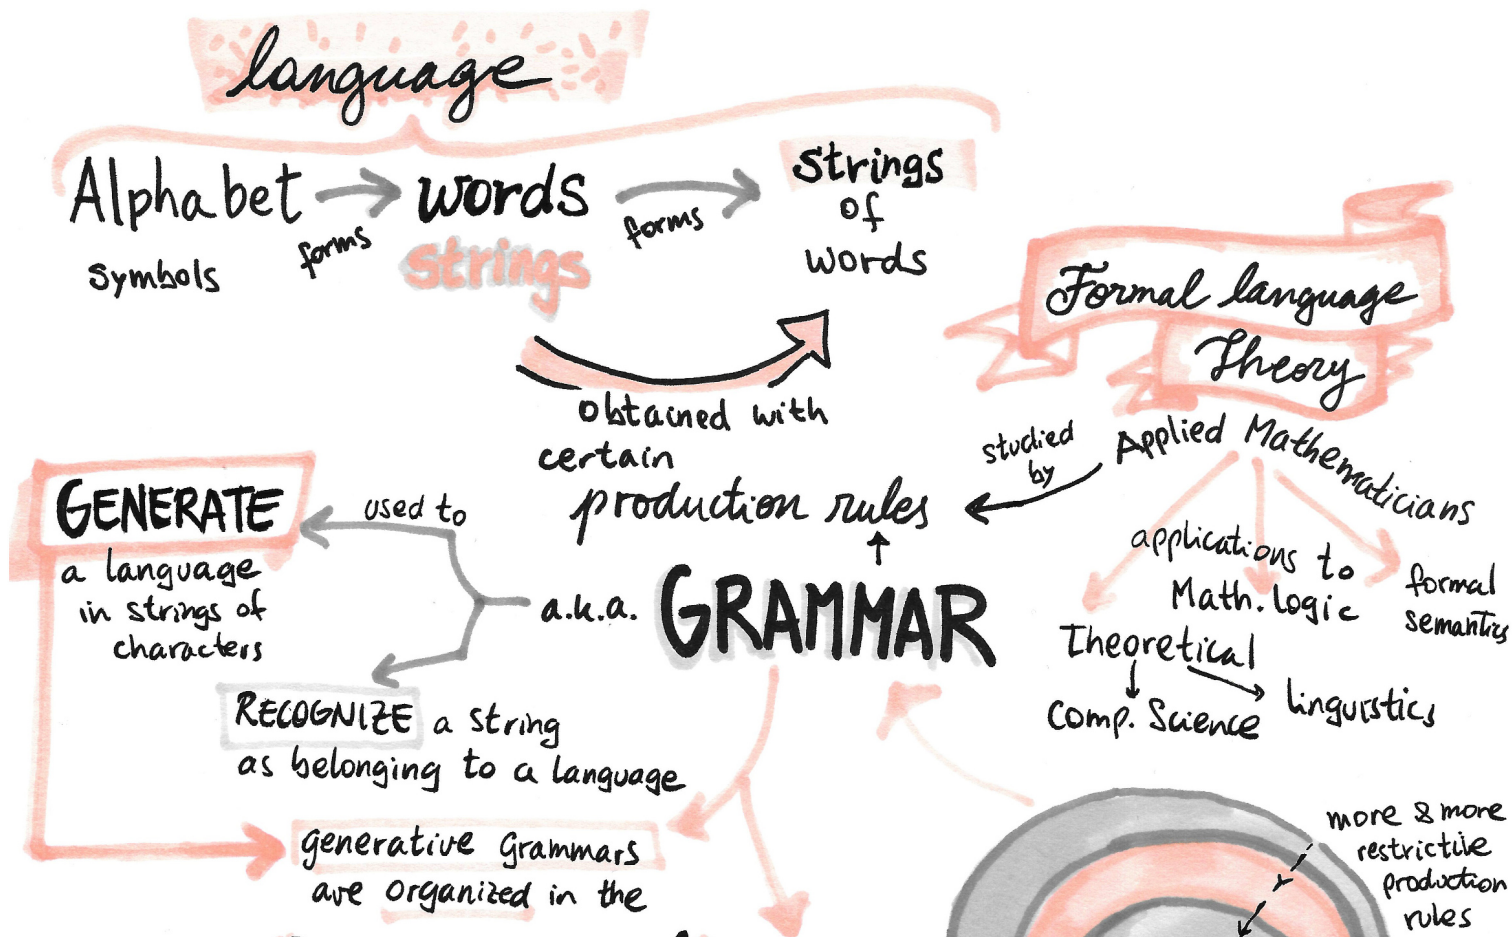 language
Alphabet
words
strings
of
words
symbols
forms
strings
forms
Formal language
Theory
obtained with
certain
production rules
studied
by
Applied Mathematicians
GENERATE
used to
a language
in strings of
characters
a.k.a. GRAMMAR
applications to
Math. logic
formal
semantics
Theoretical
Comp. Science
linguistics
RECOGNIZE a string
as belonging to a language
generative Grammars
are organized in the
more & more
restrictive
production
rules